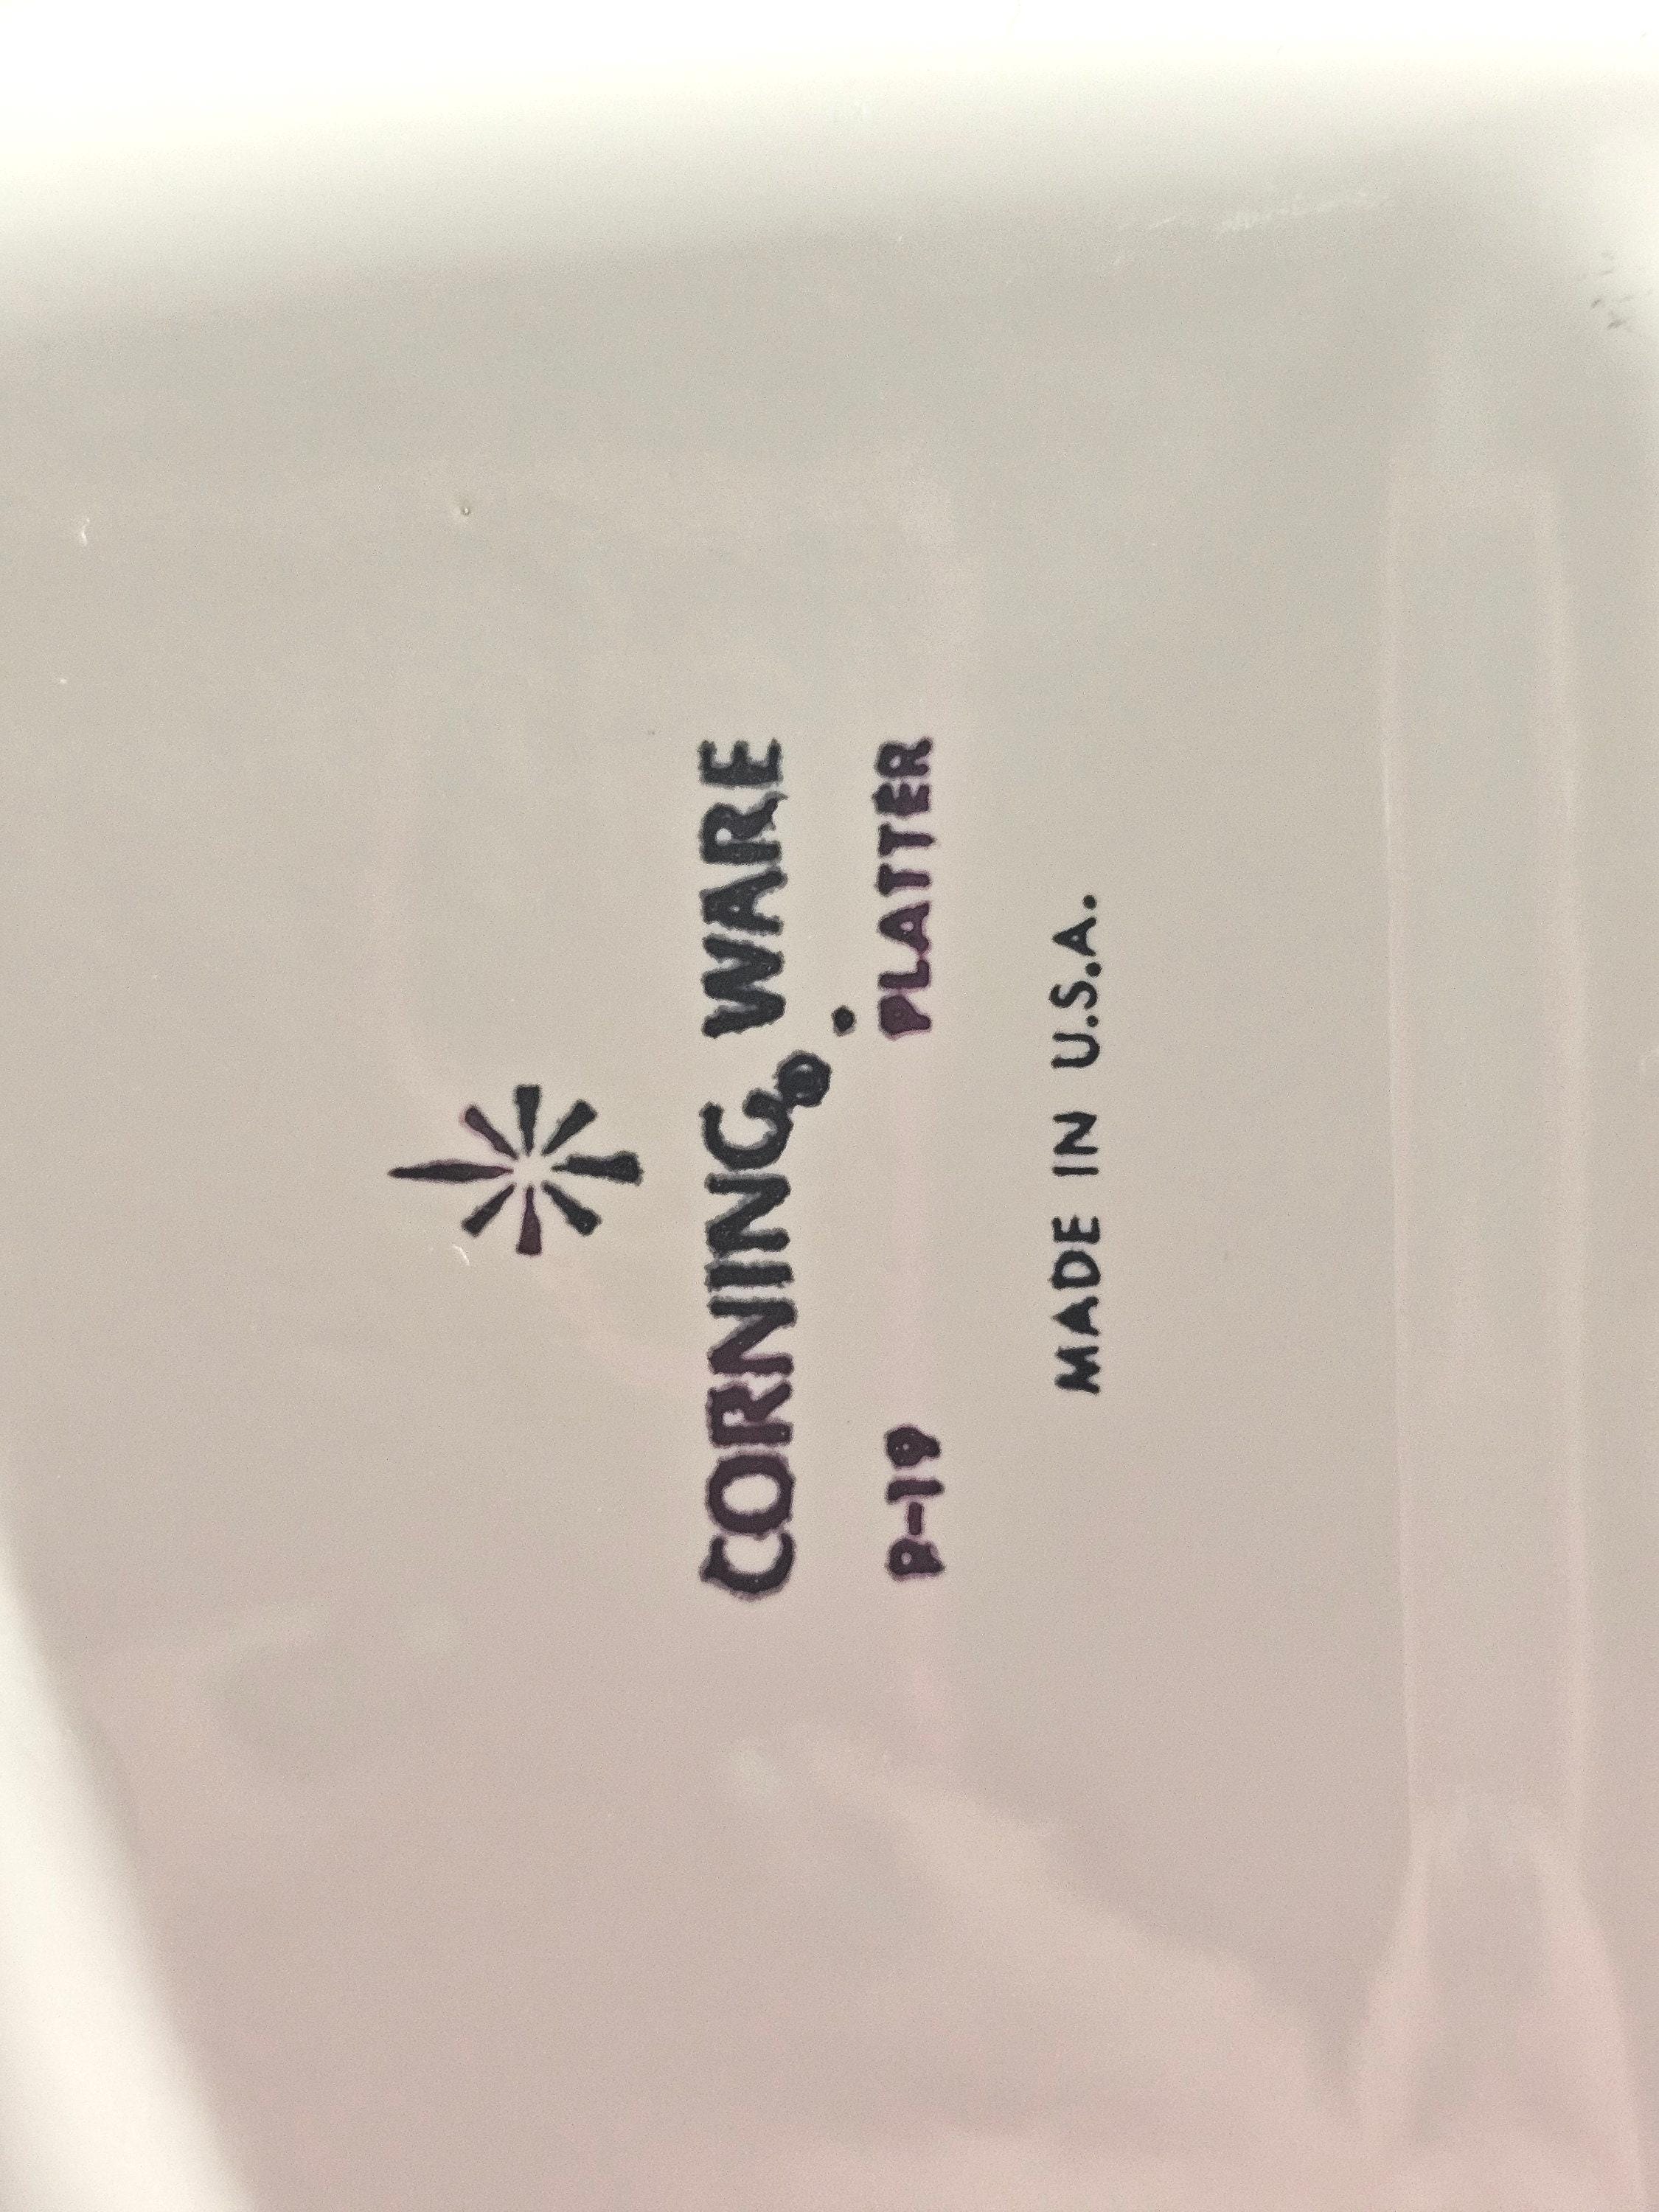 CORNING® WARE
P-19 PLATTER
MADE IN U.S.A.